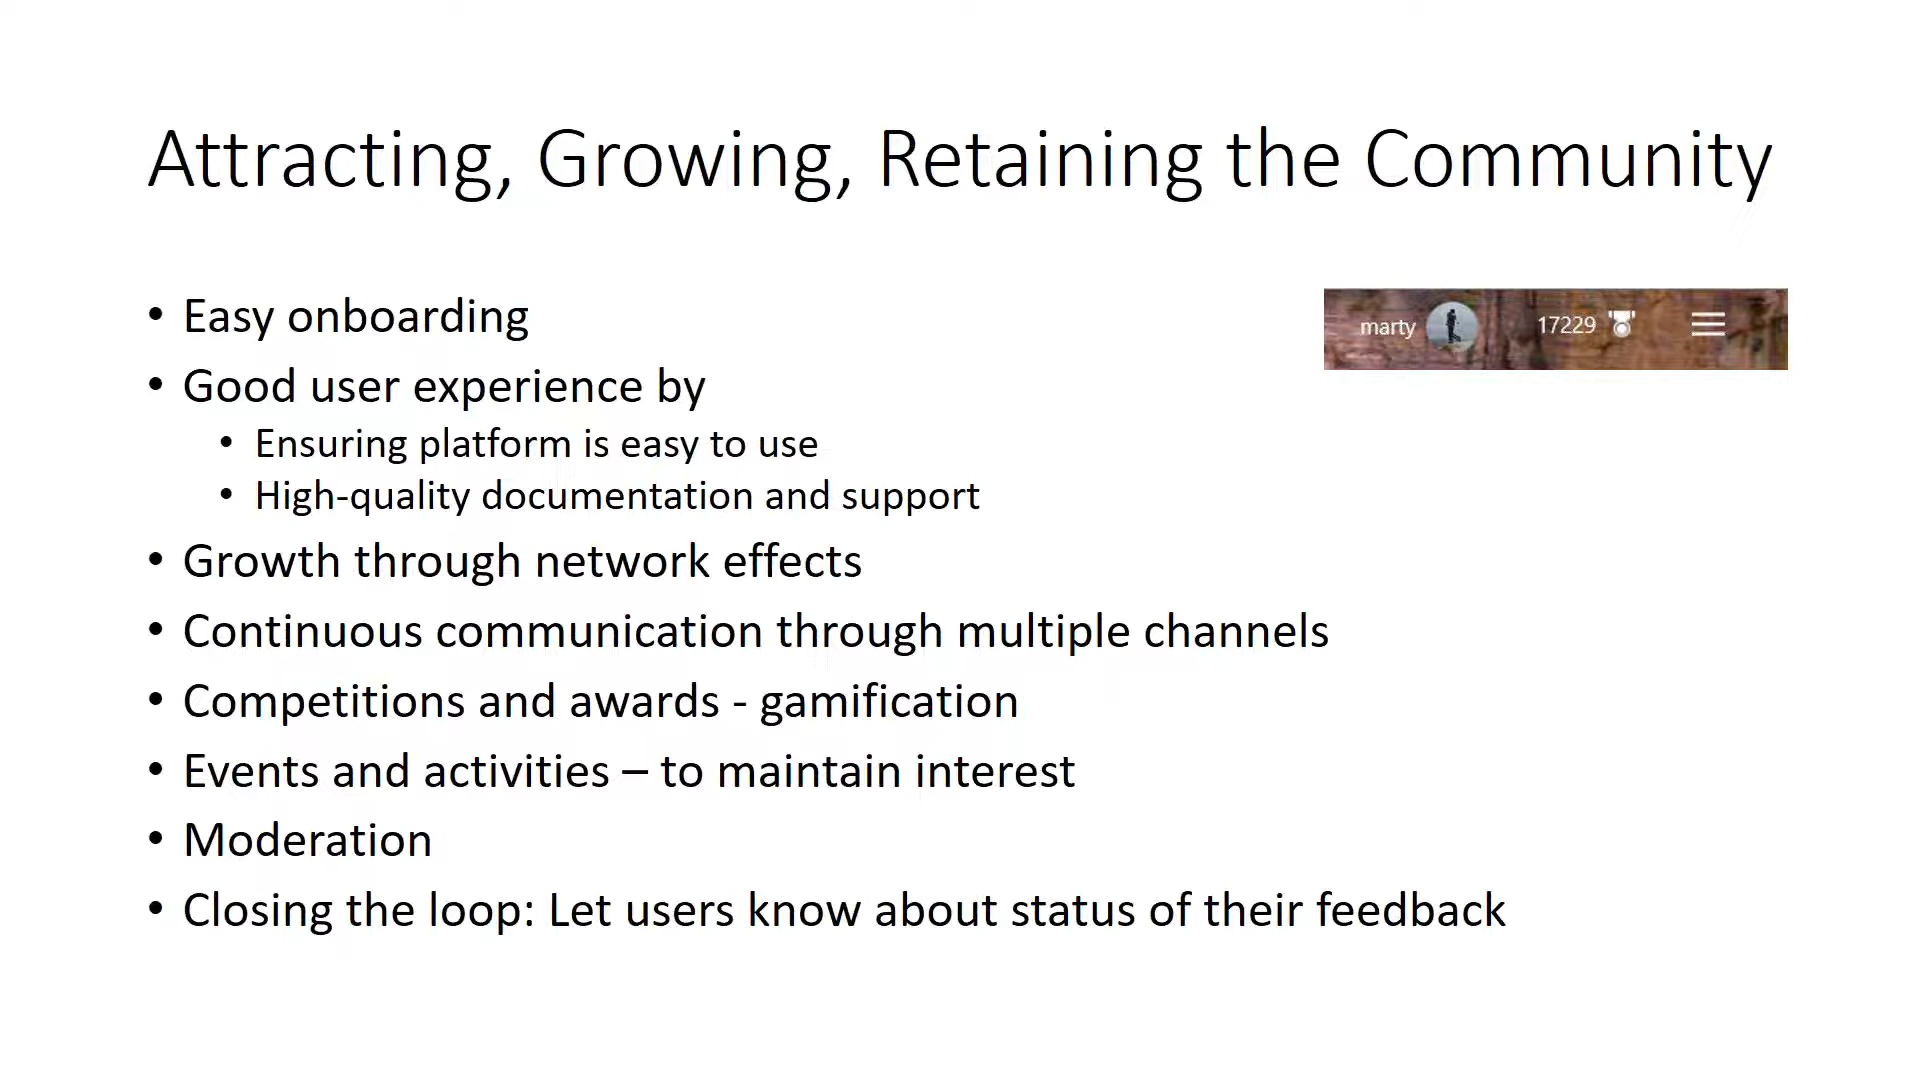 Attracting, Growing, Retaining the Community
• Easy onboarding
marty 17229
• Good user experience by
• Ensuring platform is easy to use
• High-quality documentation and support
• Growth through network effects
• Continuous communication through multiple channels
• Competitions and awards - gamification
• Events and activities – to maintain interest
• Moderation
• Closing the loop: Let users know about status of their feedback